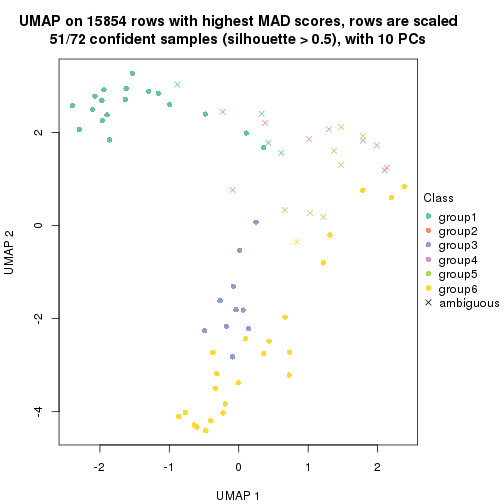 UMAP on 15854 rows with highest MAD scores, rows are scaled
51/72 confident samples (silhouette > 0.5), with 10 PCs
2
0
-2
-4
UMAP 2
-2
-1
0
1
2
UMAP 1
Class
group1
group2
group3
group4
group5
group6
ambiguous